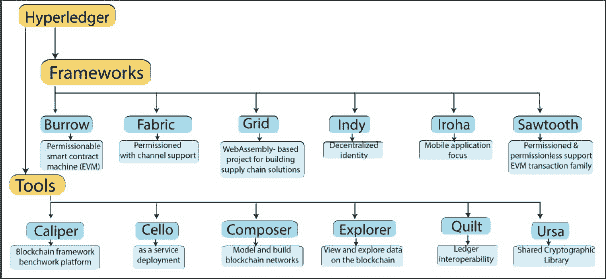 Hyperledger
Frameworks
Burrow
Permissionable
smart contract
machine (EVM)
Fabric
Permissioned
with channel support
Grid
WebAssembly- based
project for building
supply chain solutions
Indy
Decentralized
identity
Iroha
Mobile application
focus
Sawtooth
Permissioned &
permissionless support
EVM transaction family
Tools
Caliper
Blockchain framework
benchwork platform
Cello
as a service
deployment
Composer
Model and build
blockchain networks
Explorer
View and explore data
on the blockchain
Quilt
Ledger
interoperability
Ursa
Shared Cryptographic
Library